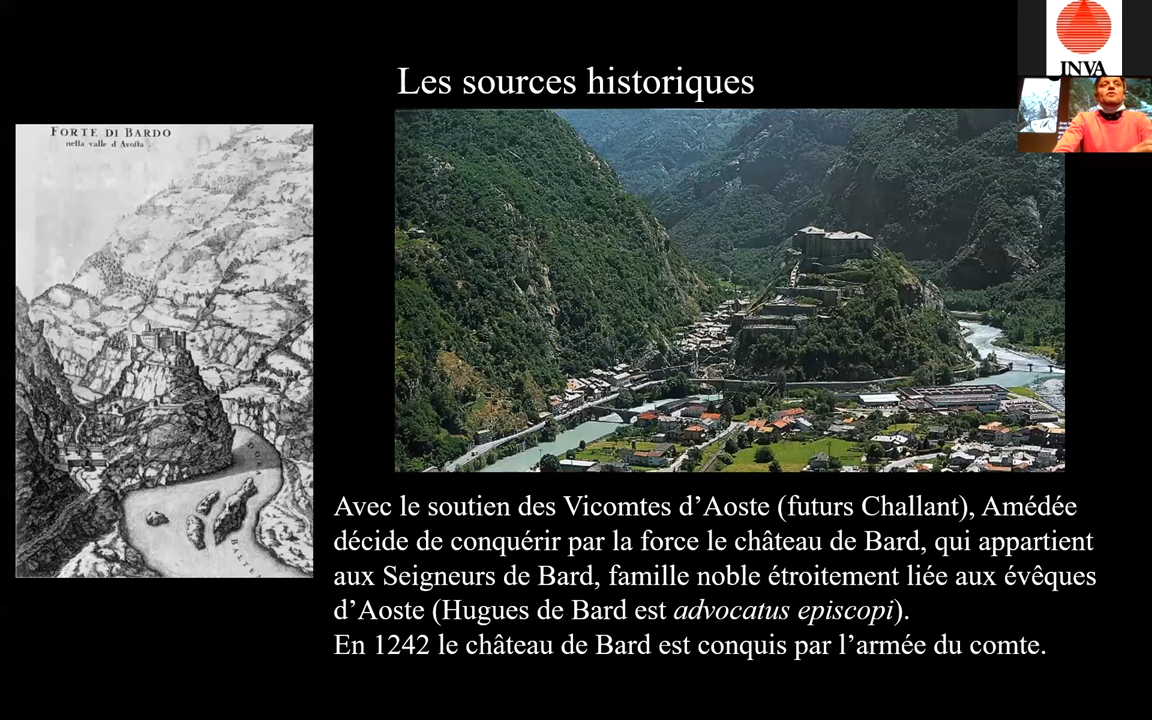 JNVA
Les sources historiques
FORTE DI BARDO
nella valle d Avosta
BALTEA
Avec le soutien des Vicomtes d’Aoste (futurs Challant), Amédée
décide de conquérir par la force le château de Bard, qui appartient
aux Seigneurs de Bard, famille noble étroitement liée aux évêques
d’Aoste (Hugues de Bard est advocatus episcopi).
En 1242 le château de Bard est conquis par l’armée du comte.